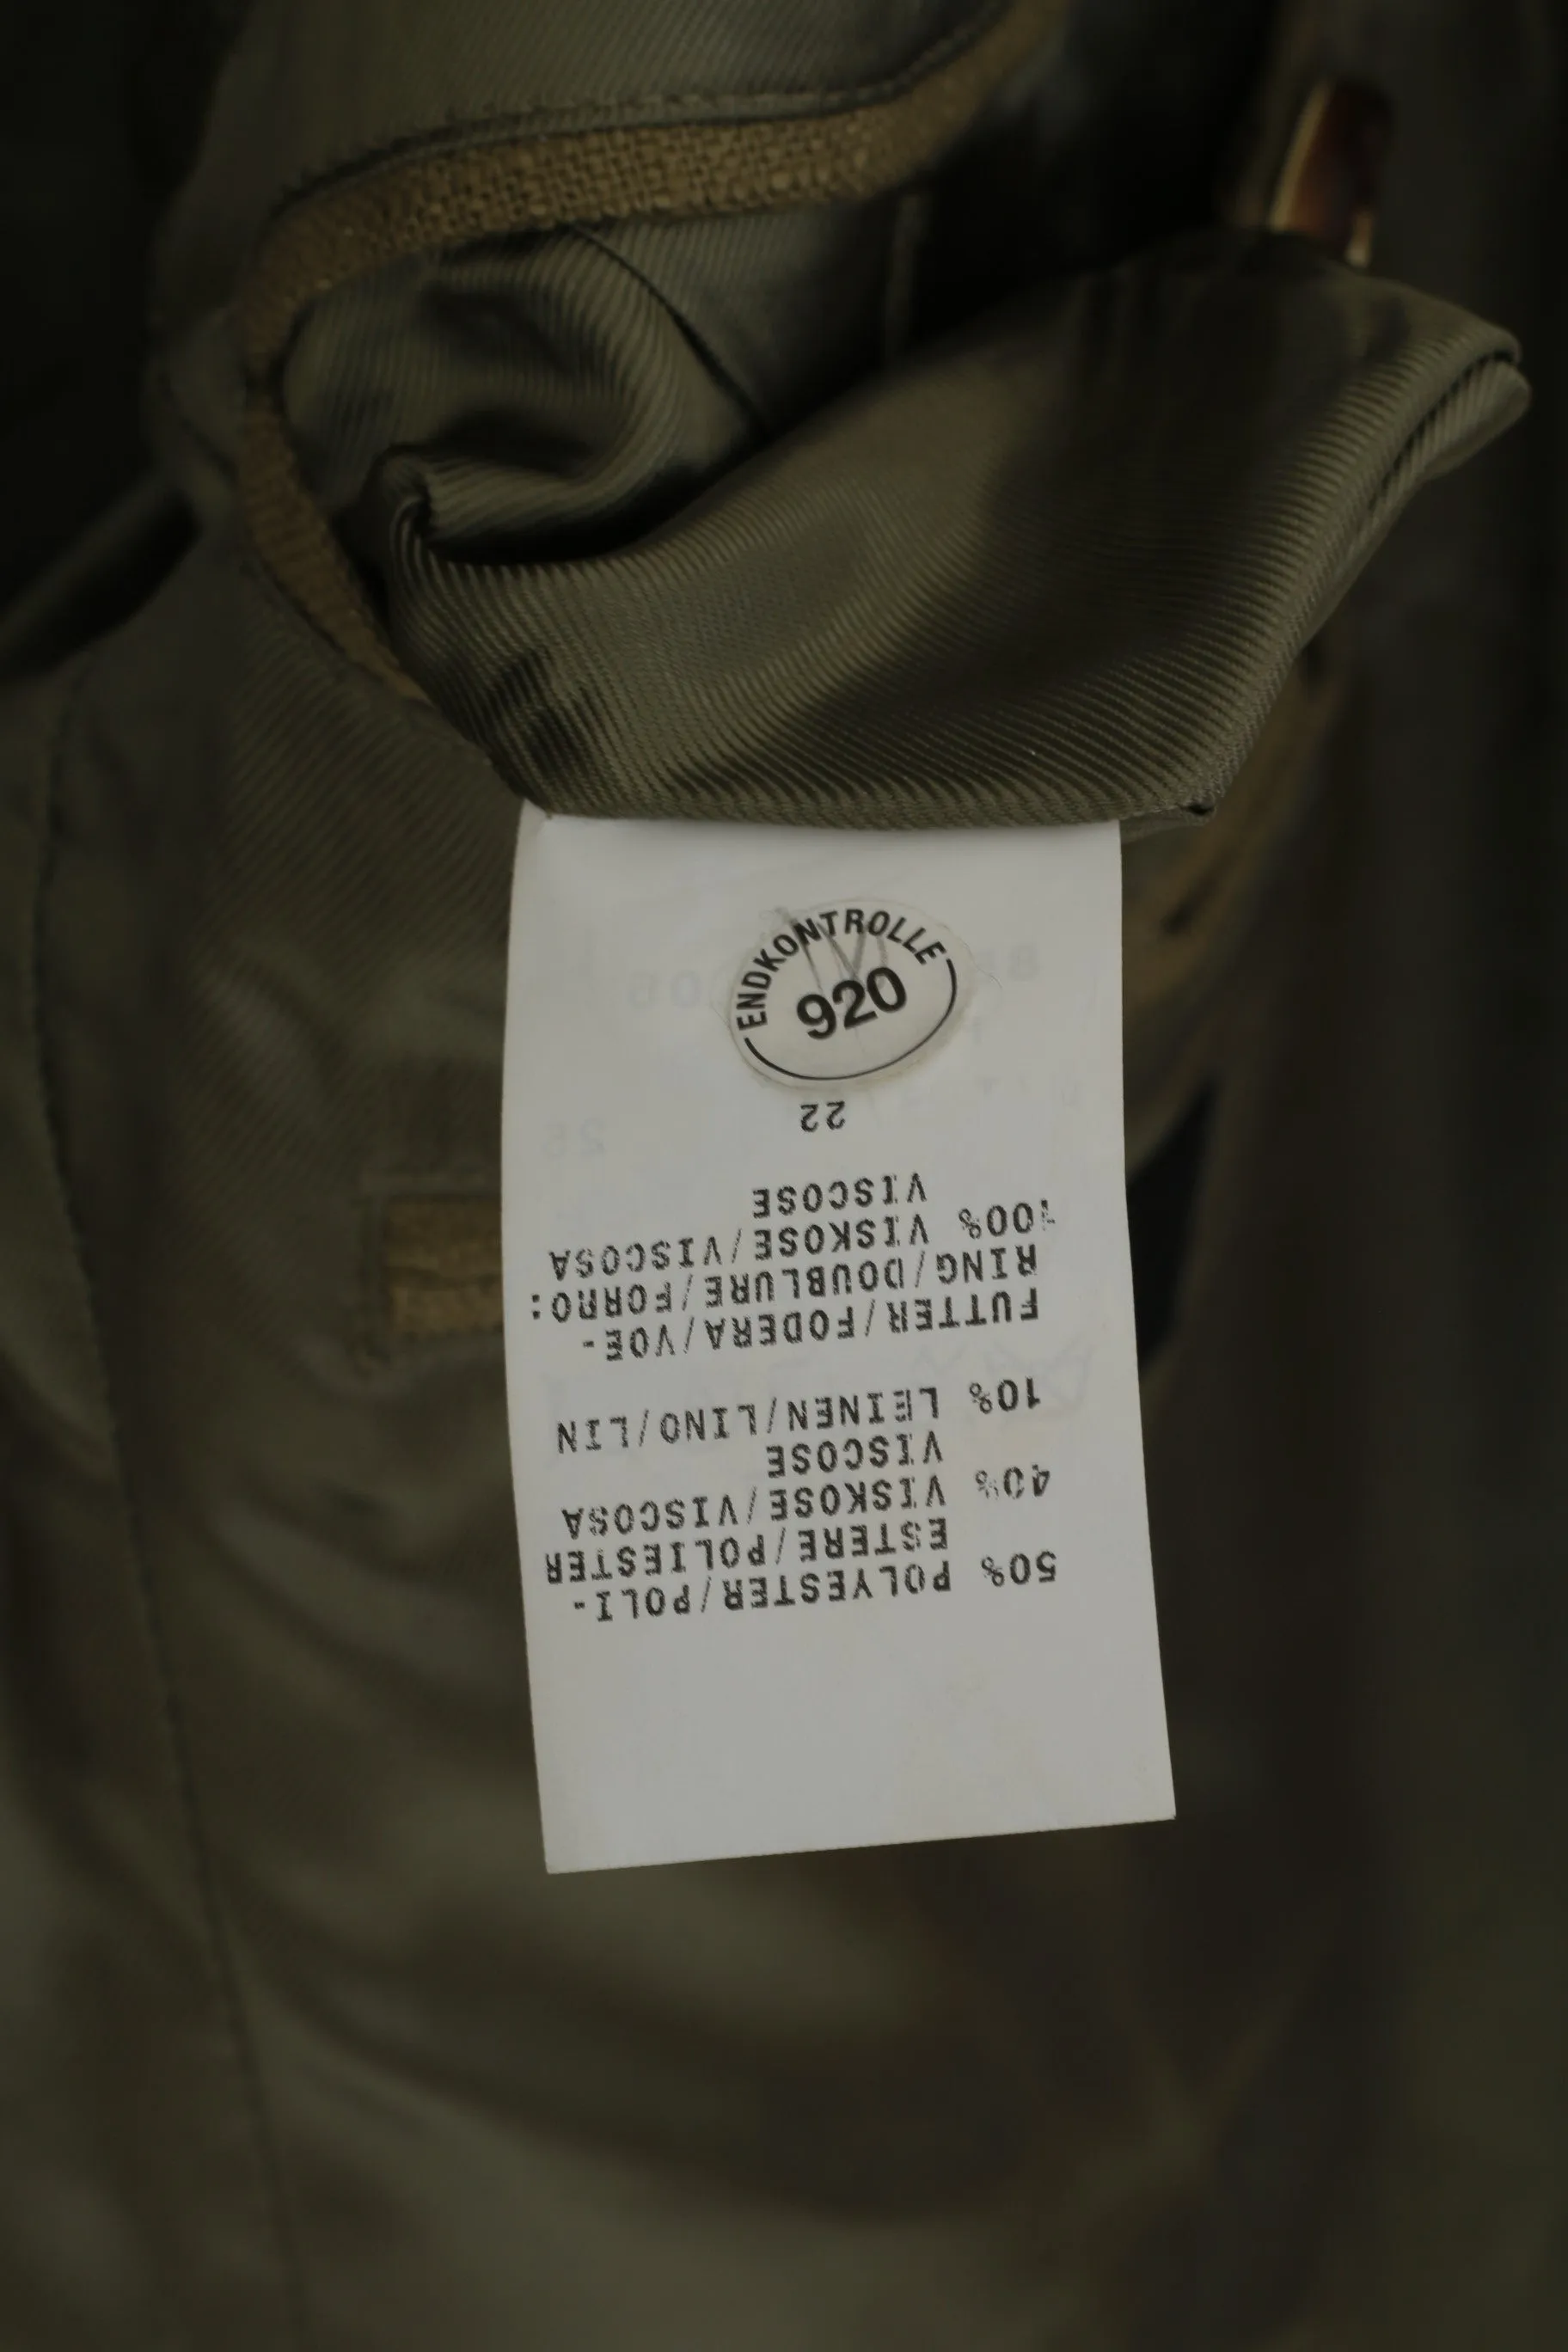 ENDKONTROLLE
920
50% POLYESTER/POLI-
ESTERE/POLIESTER
40% VISKOSE/VISCOSA
VISCOSE
10% LEINEN/LINO/LIN
FUTTER/FODERA/VOE-
RING/DOUBLURE/FORRO:
100% VISKOSE/VISCOSA
VISCOSE
22